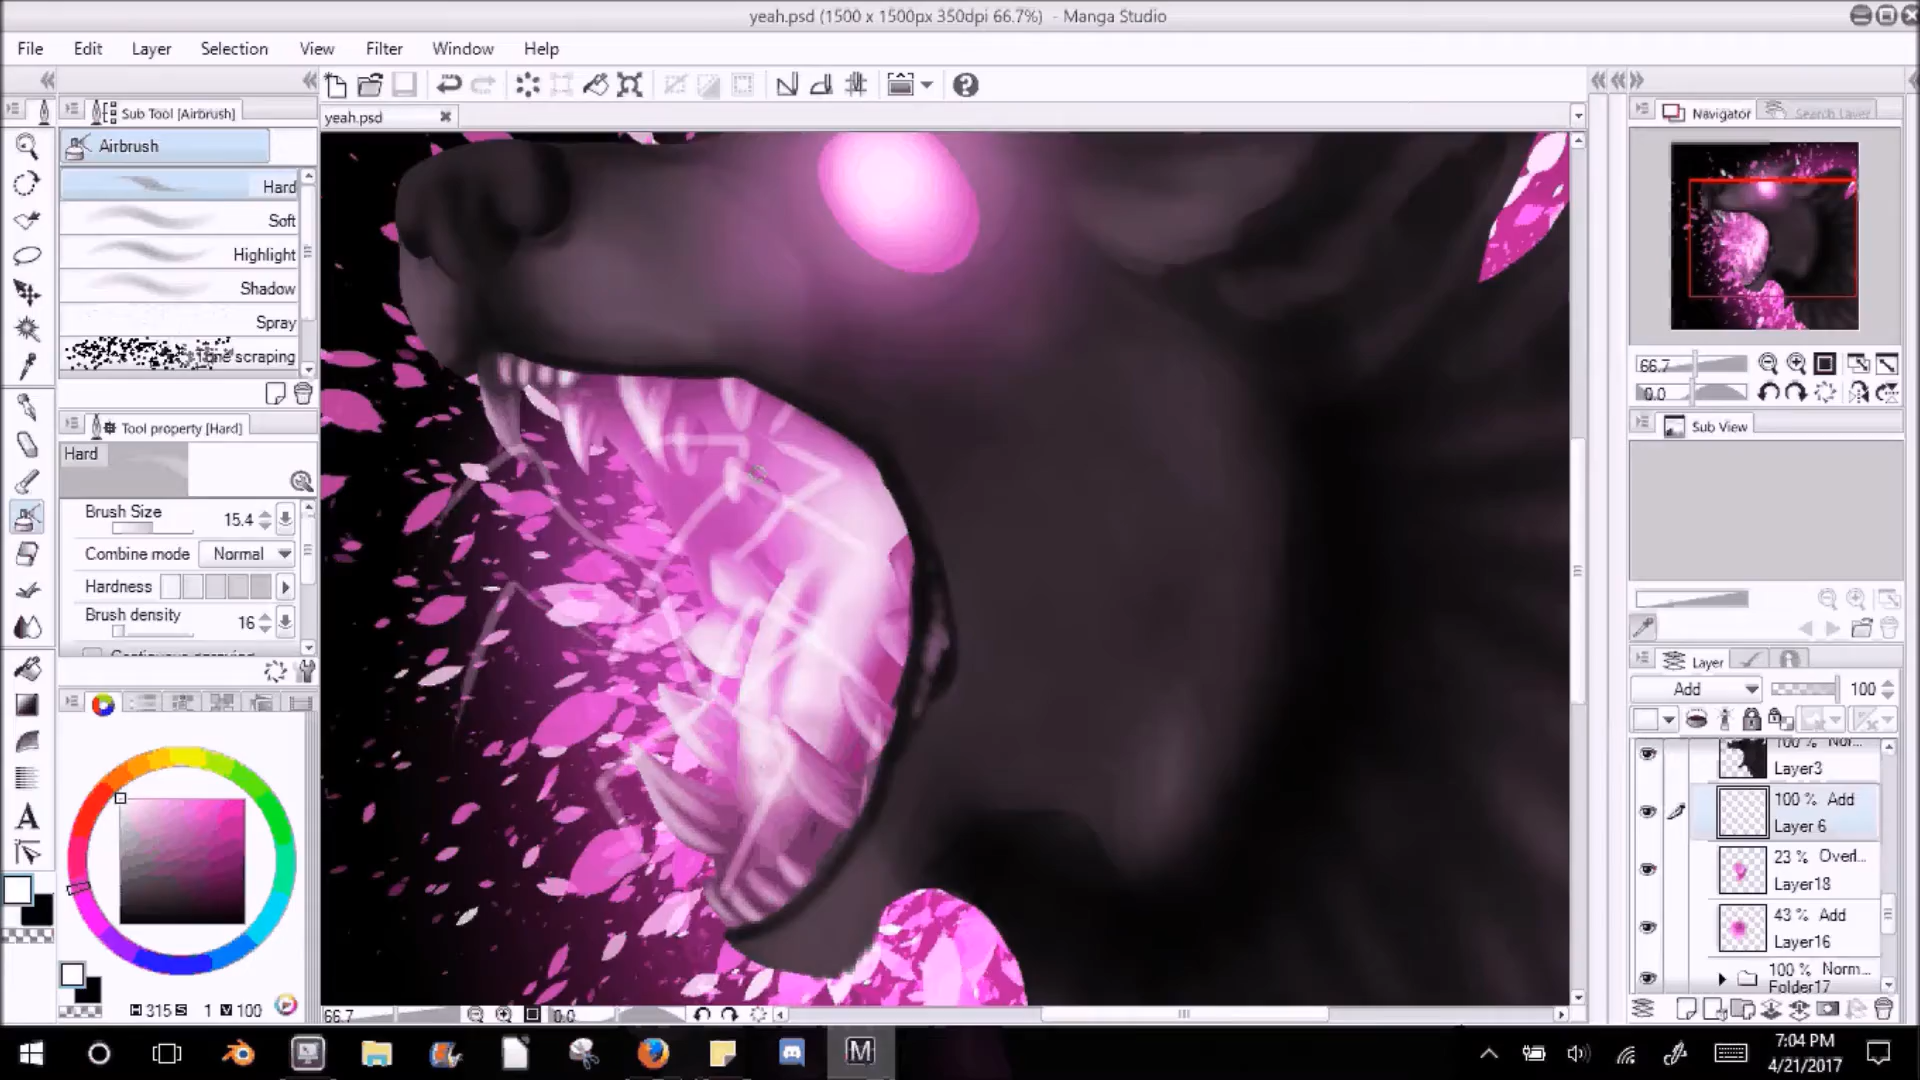 yeah.psd (1500 x 1500px 350dpi 66.7%) - Manga Studio
File Edit Layer Selection View Filter Window Help
Sub Tool [Airbrush]
yeah.psd
Navigator Search Layer
Airbrush
Hard
Soft
Highlight
Shadow
Spray
scraping
66.7
0.0
Tool property [Hard]
Sub View
Hard
Brush Size 15.4
Combine mode Normal
Hardness
Brush density 16
Layer
Add 100
Layer3
100 % Add
Layer 6
23 % Overl...
Layer18
43 % Add
Layer16
100 % Norm...
Folder17
A
H 315 S 1 V 100
66.7 0.0
M
7:04 PM
4/21/2017